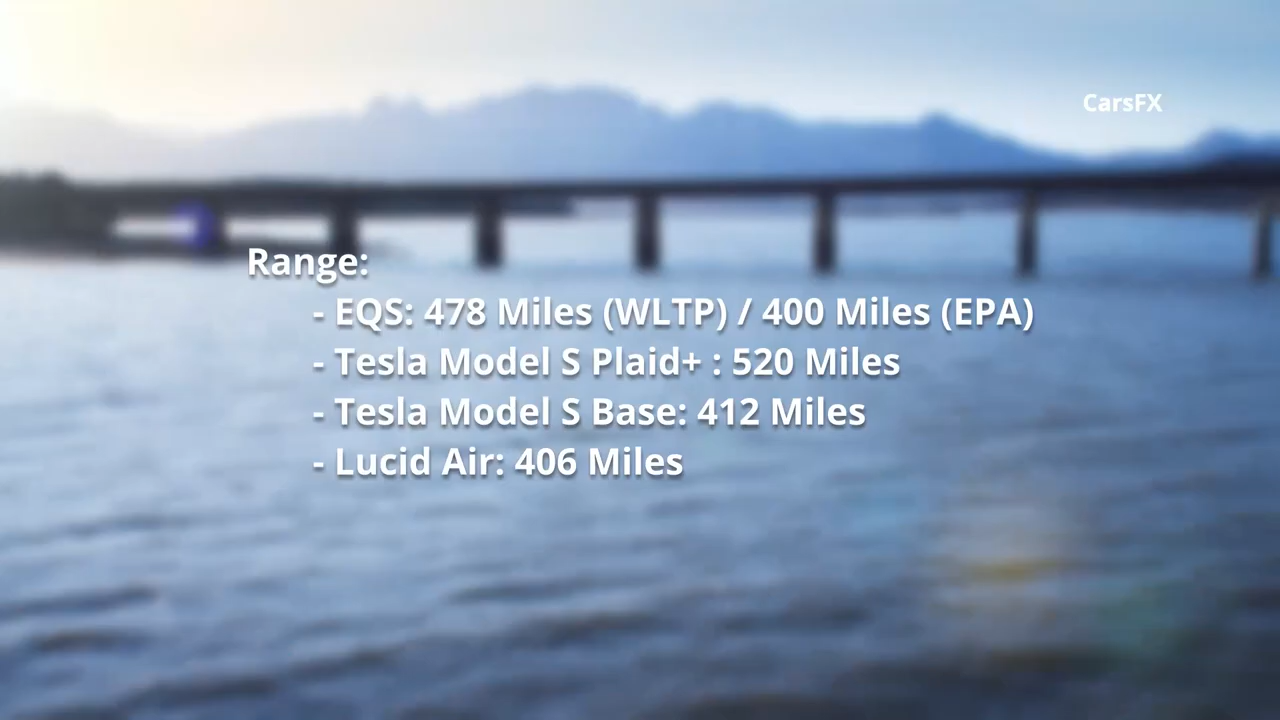 CarsFX
Range:
- EQS: 478 Miles (WLTP) / 400 Miles (EPA)
- Tesla Model S Plaid+ : 520 Miles
- Tesla Model S Base: 412 Miles
- Lucid Air: 406 Miles